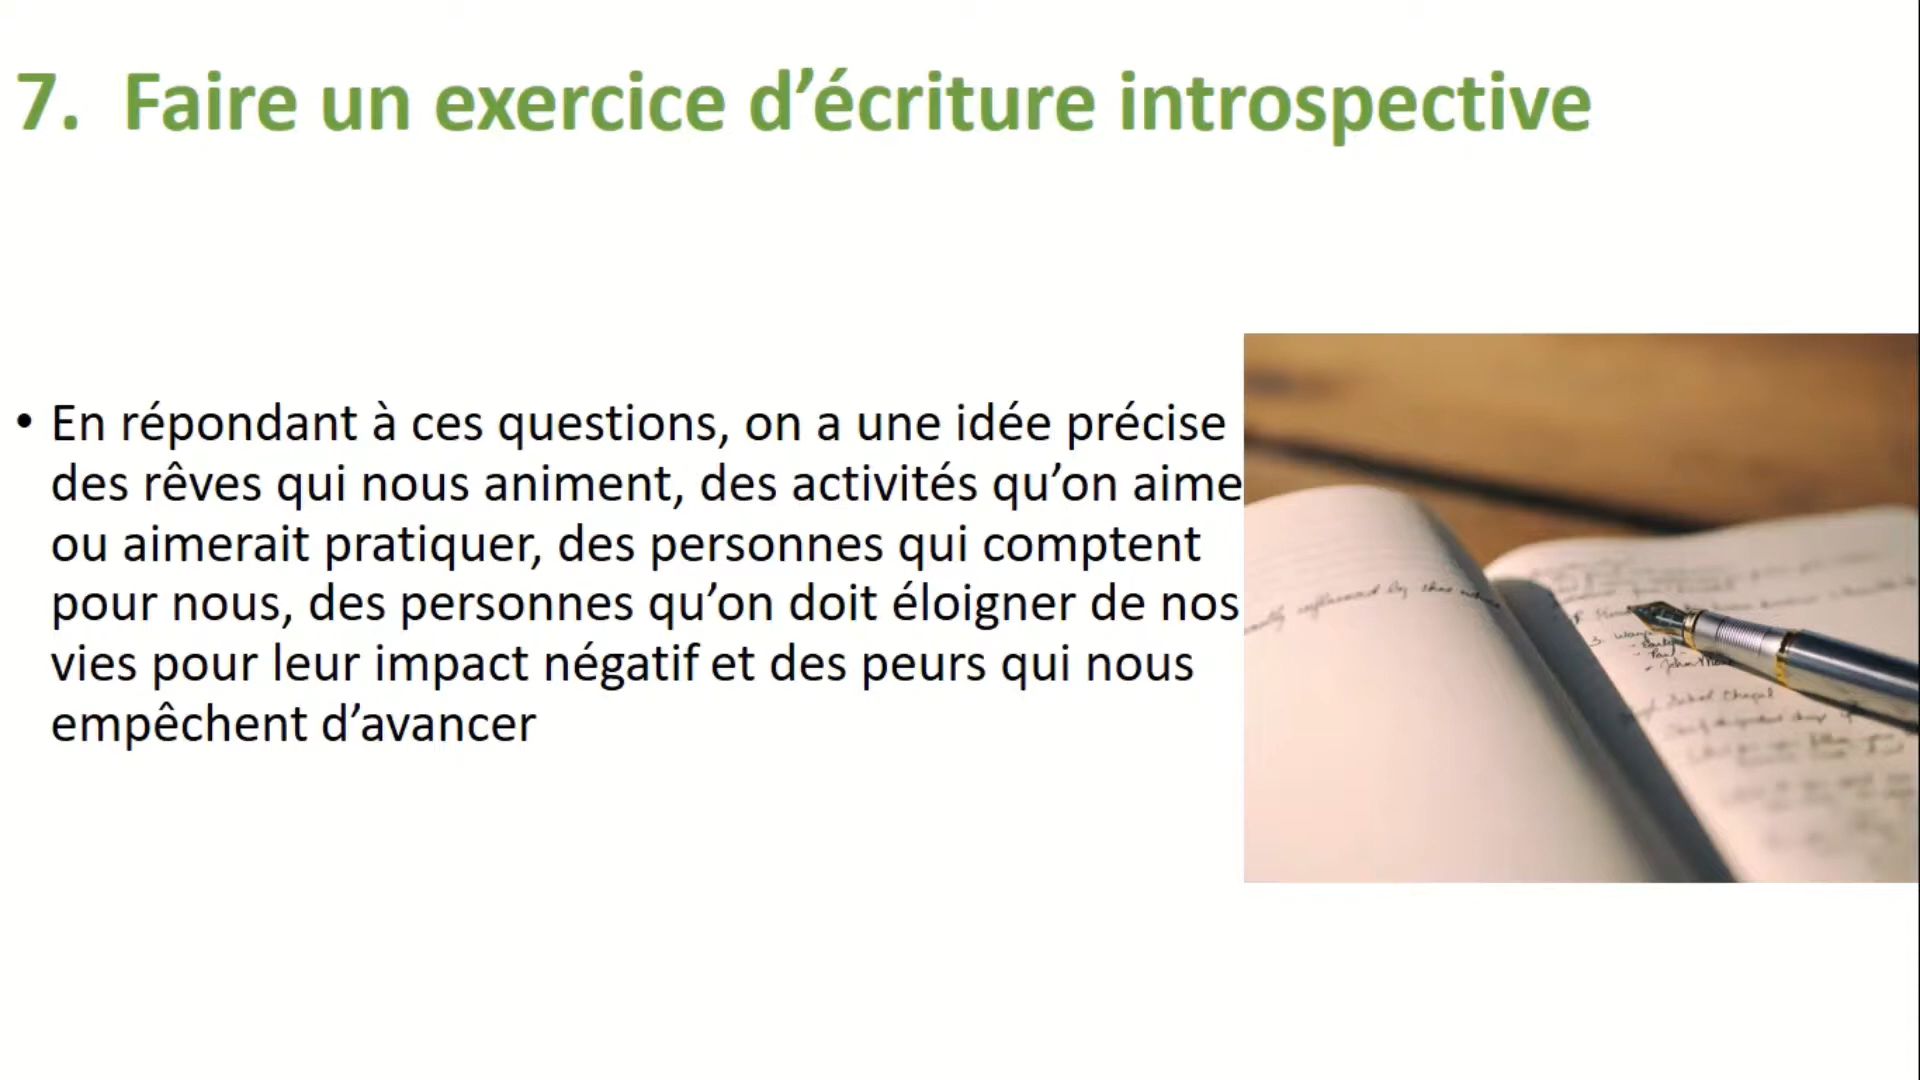 7. Faire un exercice d’écriture introspective
• En répondant à ces questions, on a une idée précise
des rêves qui nous animent, des activités qu’on aime
ou aimerait pratiquer, des personnes qui comptent
pour nous, des personnes qu’on doit éloigner de nos
vies pour leur impact négatif et des peurs qui nous
empêchent d’avancer
by